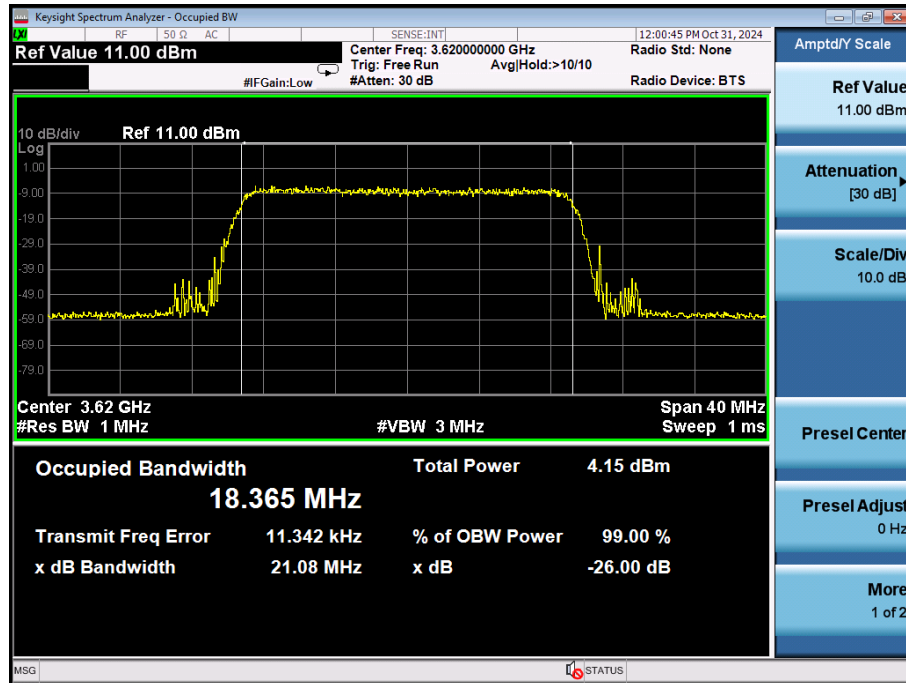 Keysight Spectrum Analyzer - Occupied BW
LXI RF 50 Ω AC SENSE:INT 12:00:45 PM Oct 31, 2024
Ref Value 11.00 dBm
Center Freq: 3.620000000 GHz
Radio Std: None
Trig: Free Run Avg|Hold:>10/10
#IFGain:Low
#Atten: 30 dB
Radio Device: BTS
10 dB/div Ref 11.00 dBm
Log
1.00
-9.00
-19.0
-29.0
-39.0
-49.0
-59.0
-69.0
-79.0
Center 3.62 GHz Span 40 MHz
#Res BW 1 MHz #VBW 3 MHz Sweep 1 ms
Occupied Bandwidth Total Power 4.15 dBm
18.365 MHz
Transmit Freq Error 11.342 kHz % of OBW Power 99.00 %
x dB Bandwidth 21.08 MHz x dB -26.00 dB
Amptd/Y Scale
Ref Value
11.00 dBm
Attenuation
[30 dB]
Scale/Div
10.0 dB
Presel Center
Presel Adjust
0 Hz
More
1 of 2
MSG STATUS